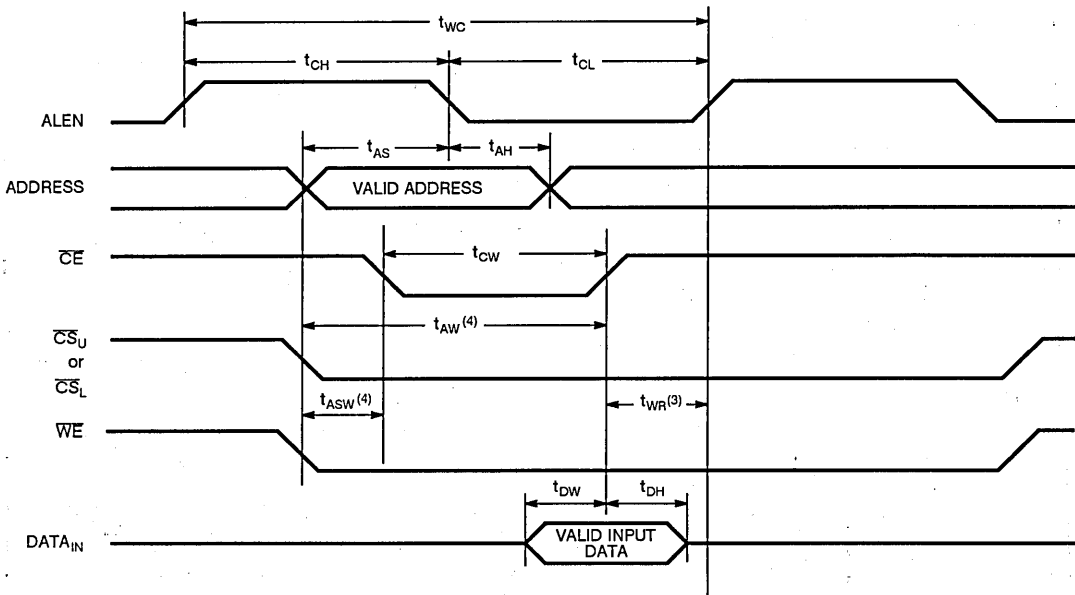 tWC
tCH
tCL
ALEN
tAS
tAH
ADDRESS
VALID ADDRESS
CE
tCW
tAW(4)
CSU
or
CSL
tASW(4)
tWR(3)
WE
tDW
tDH
DATAIN
VALID INPUT
DATA